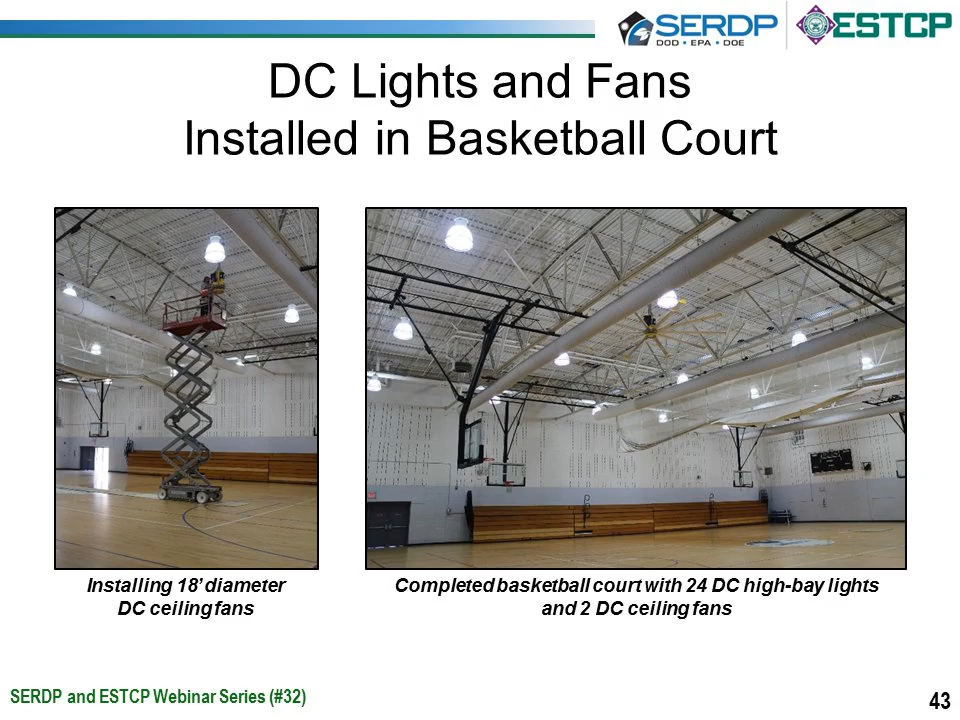 SERDP
DOD • EPA • DOE
ESTCP
DC Lights and Fans
Installed in Basketball Court
Installing 18’ diameter
DC ceiling fans
Completed basketball court with 24 DC high-bay lights
and 2 DC ceiling fans
SERDP and ESTCP Webinar Series (#32)
43